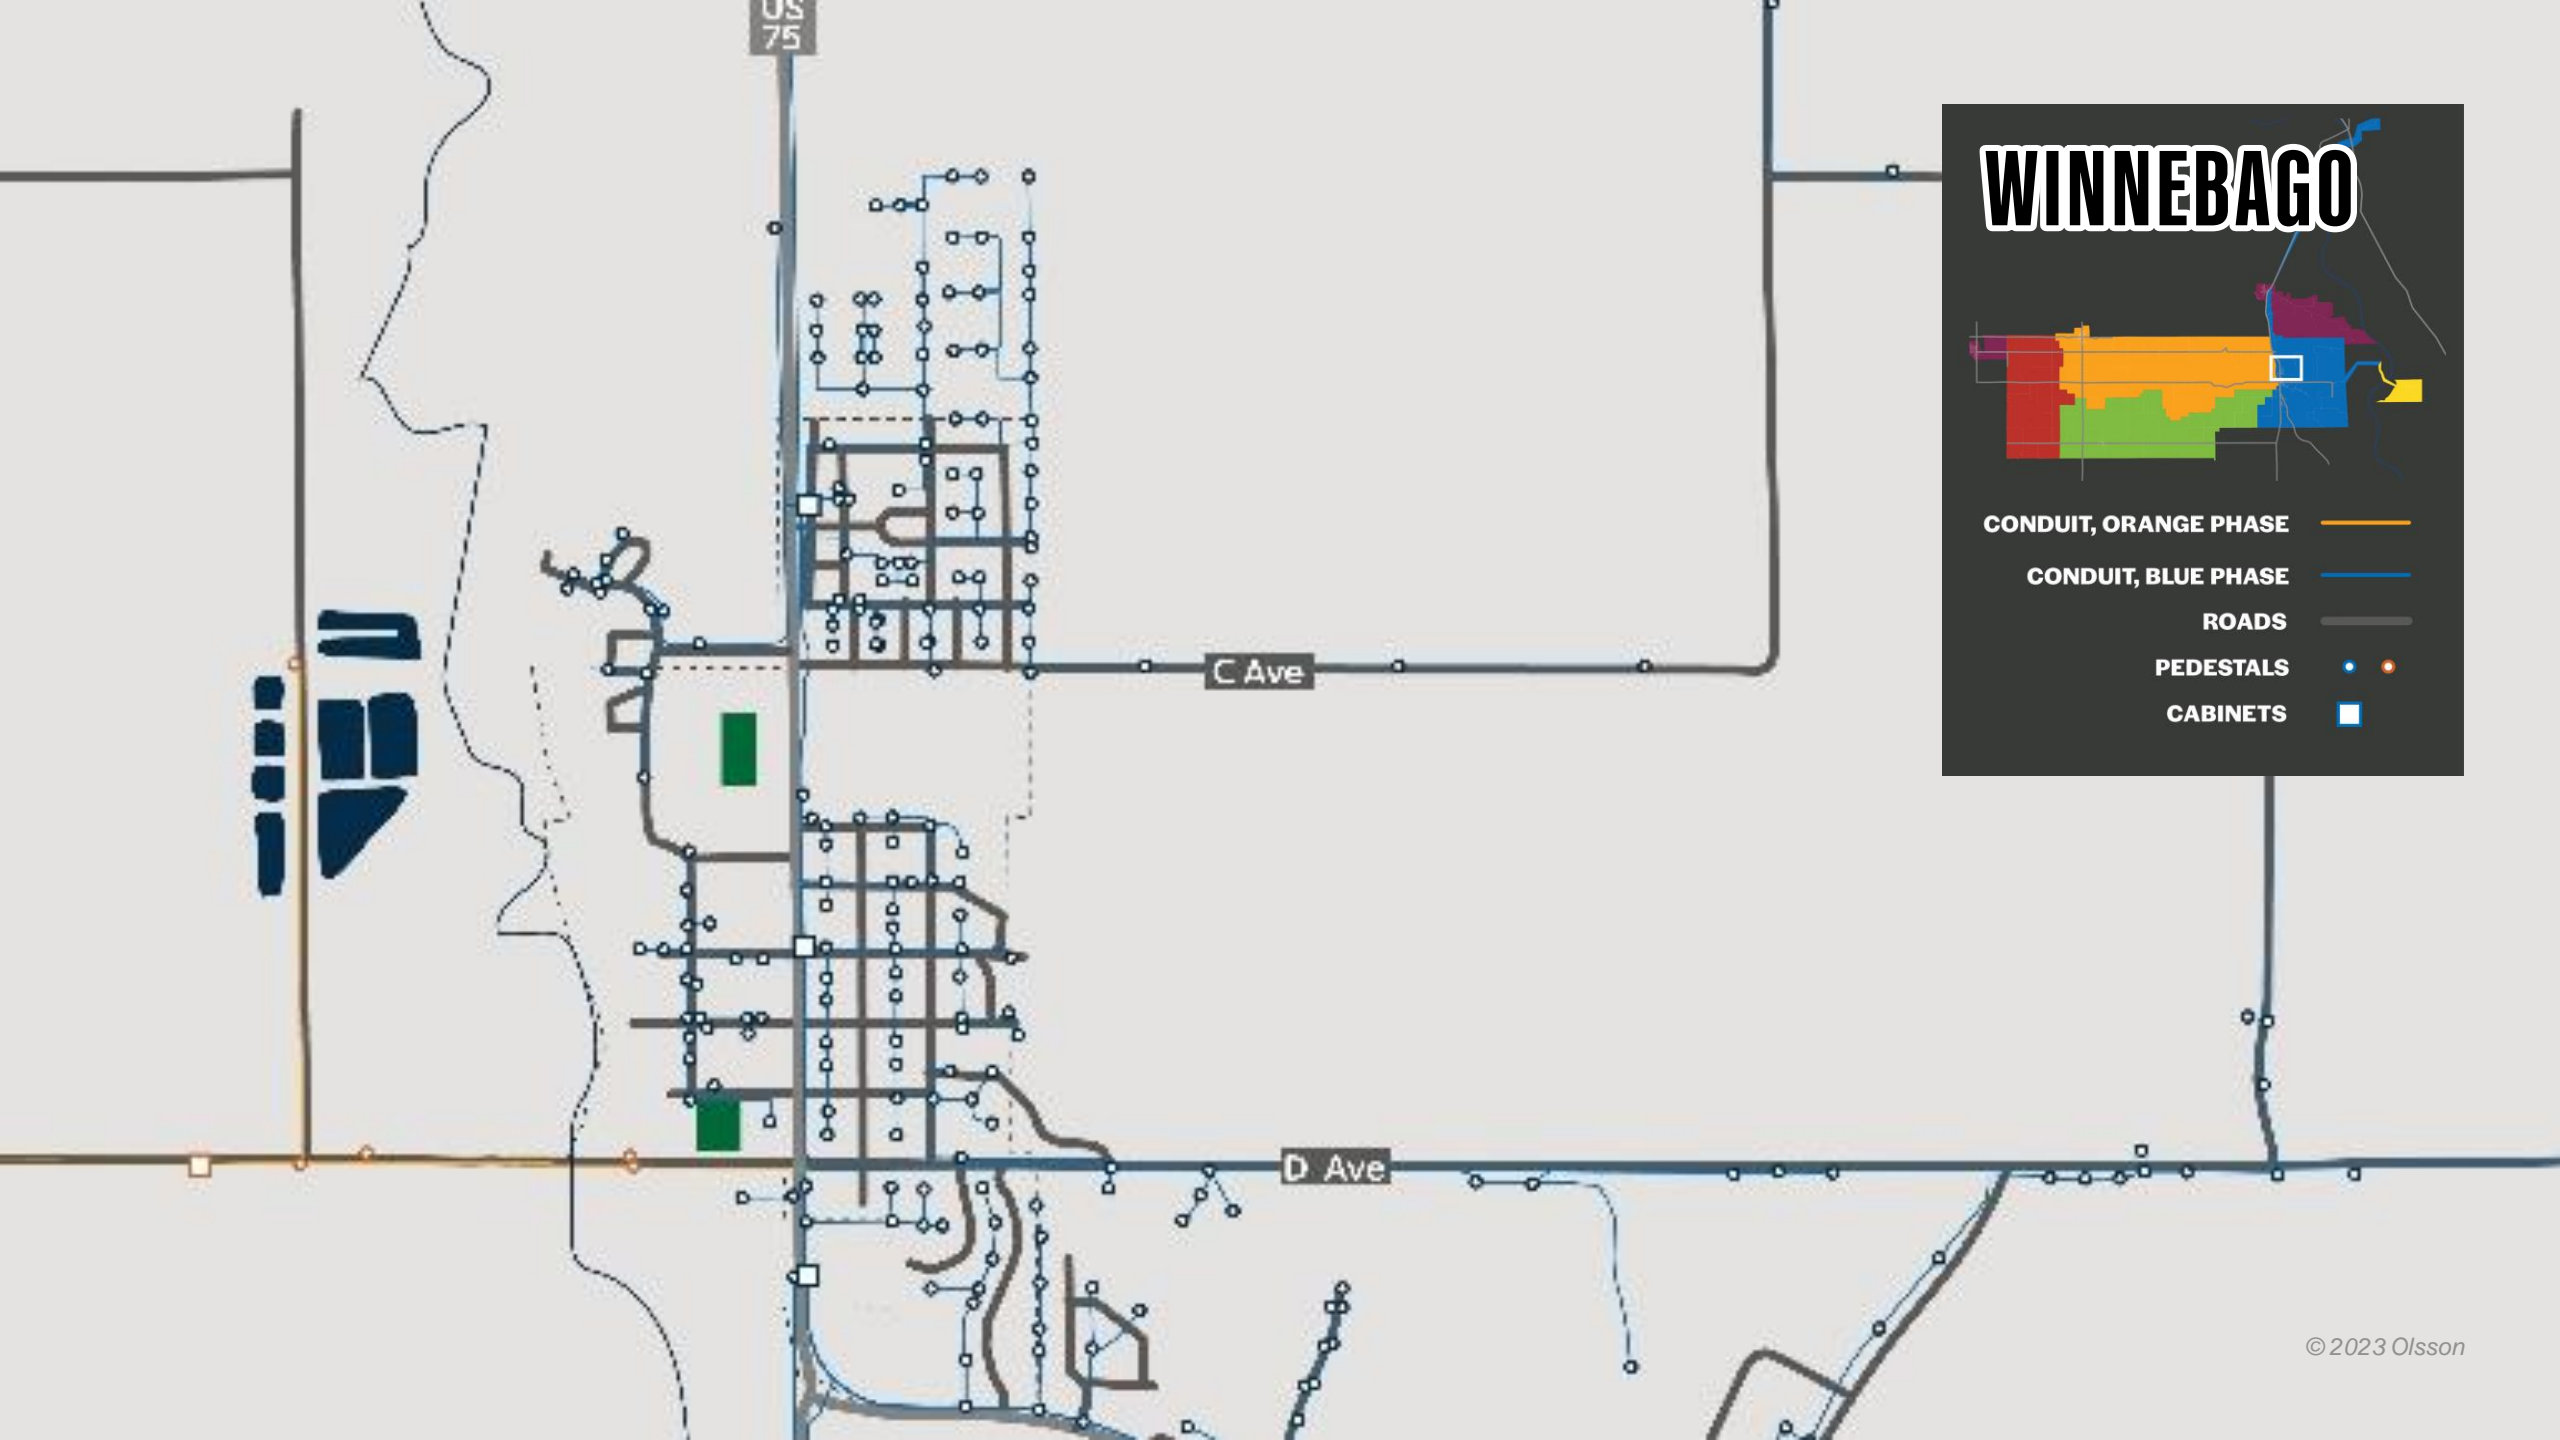 US
75
WINNEBAGO
CONDUIT, ORANGE PHASE
CONDUIT, BLUE PHASE
ROADS
PEDESTALS
CABINETS
C Ave
D Ave
© 2023 Olsson